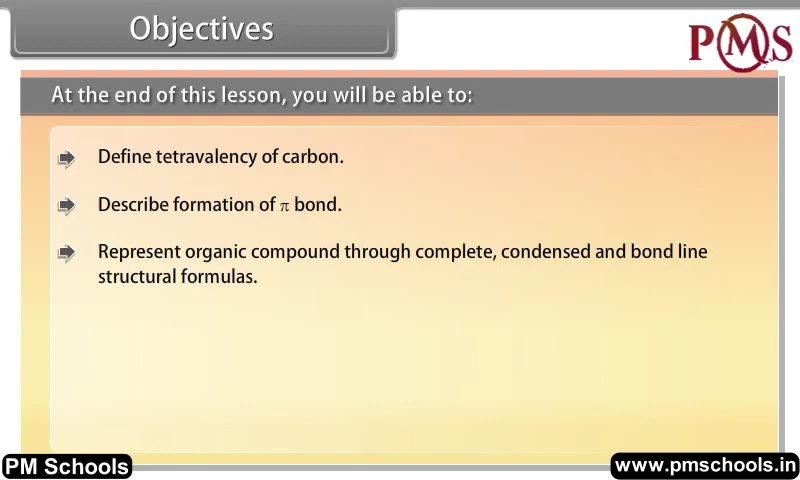 Objectives
PMS
At the end of this lesson, you will be able to:
Define tetravalency of carbon.
Describe formation of π bond.
Represent organic compound through complete, condensed and bond line
structural formulas.
PM Schools
www.pmschools.in